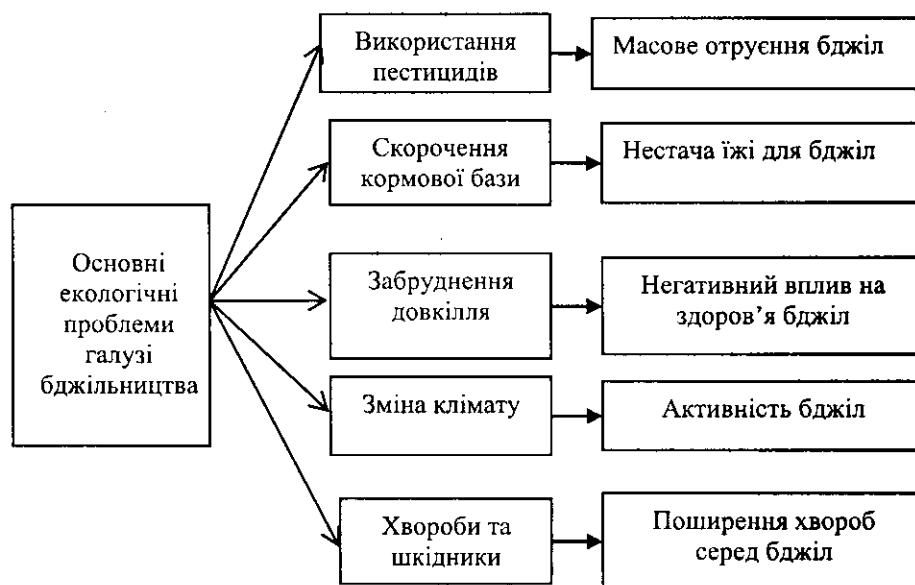 Основні
екологічні
проблеми
галузі
бджільництва
Використання
пестицидів
Масове отруєння бджіл
Скорочення
кормової бази
Нестача їжі для бджіл
Забруднення
довкілля
Негативний вплив на
здоров’я бджіл
Зміна клімату
Активність бджіл
Хвороби та
шкідники
Поширення хвороб
серед бджіл